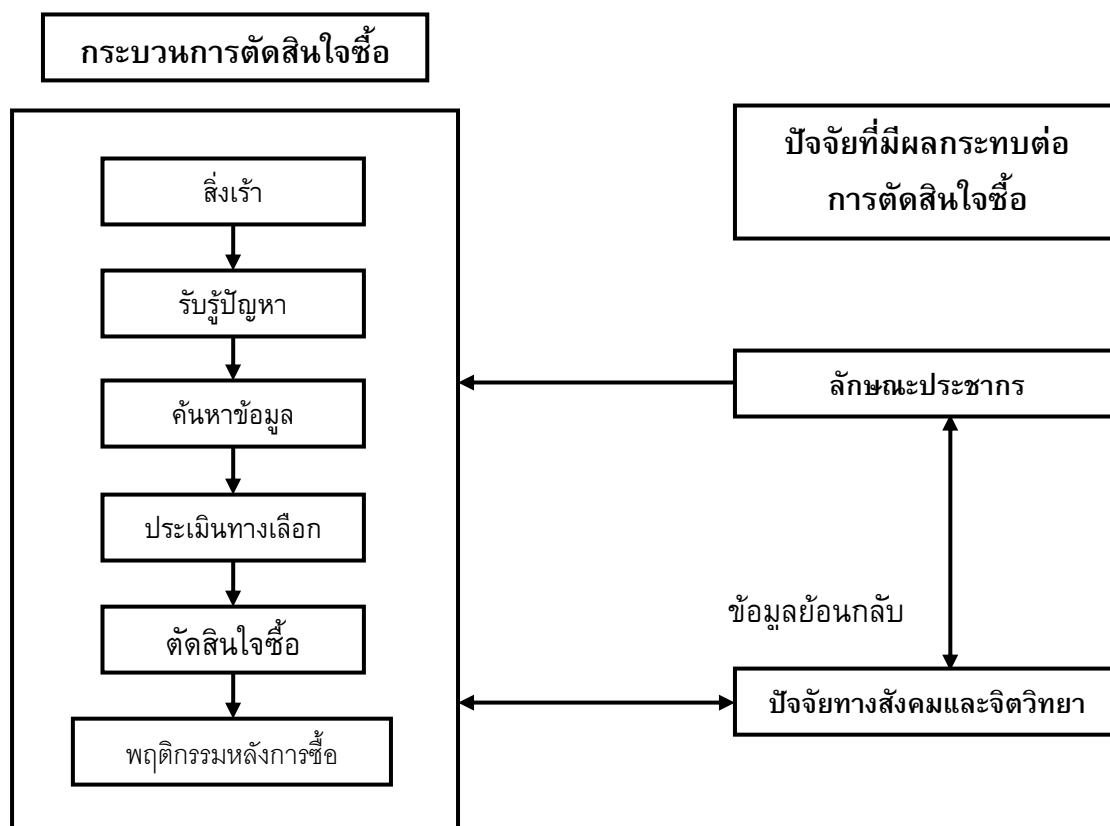 กระบวนการตัดสินใจซื้อ
สิ่งเร้า
รับรู้ปัญหา
ค้นหาข้อมูล
ประเมินทางเลือก
ตัดสินใจซื้อ
พฤติกรรมหลังการซื้อ
ปัจจัยที่มีผลกระทบต่อ
การตัดสินใจซื้อ
ลักษณะประชากร
ข้อมูลย้อนกลับ
ปัจจัยทางสังคมและจิตวิทยา